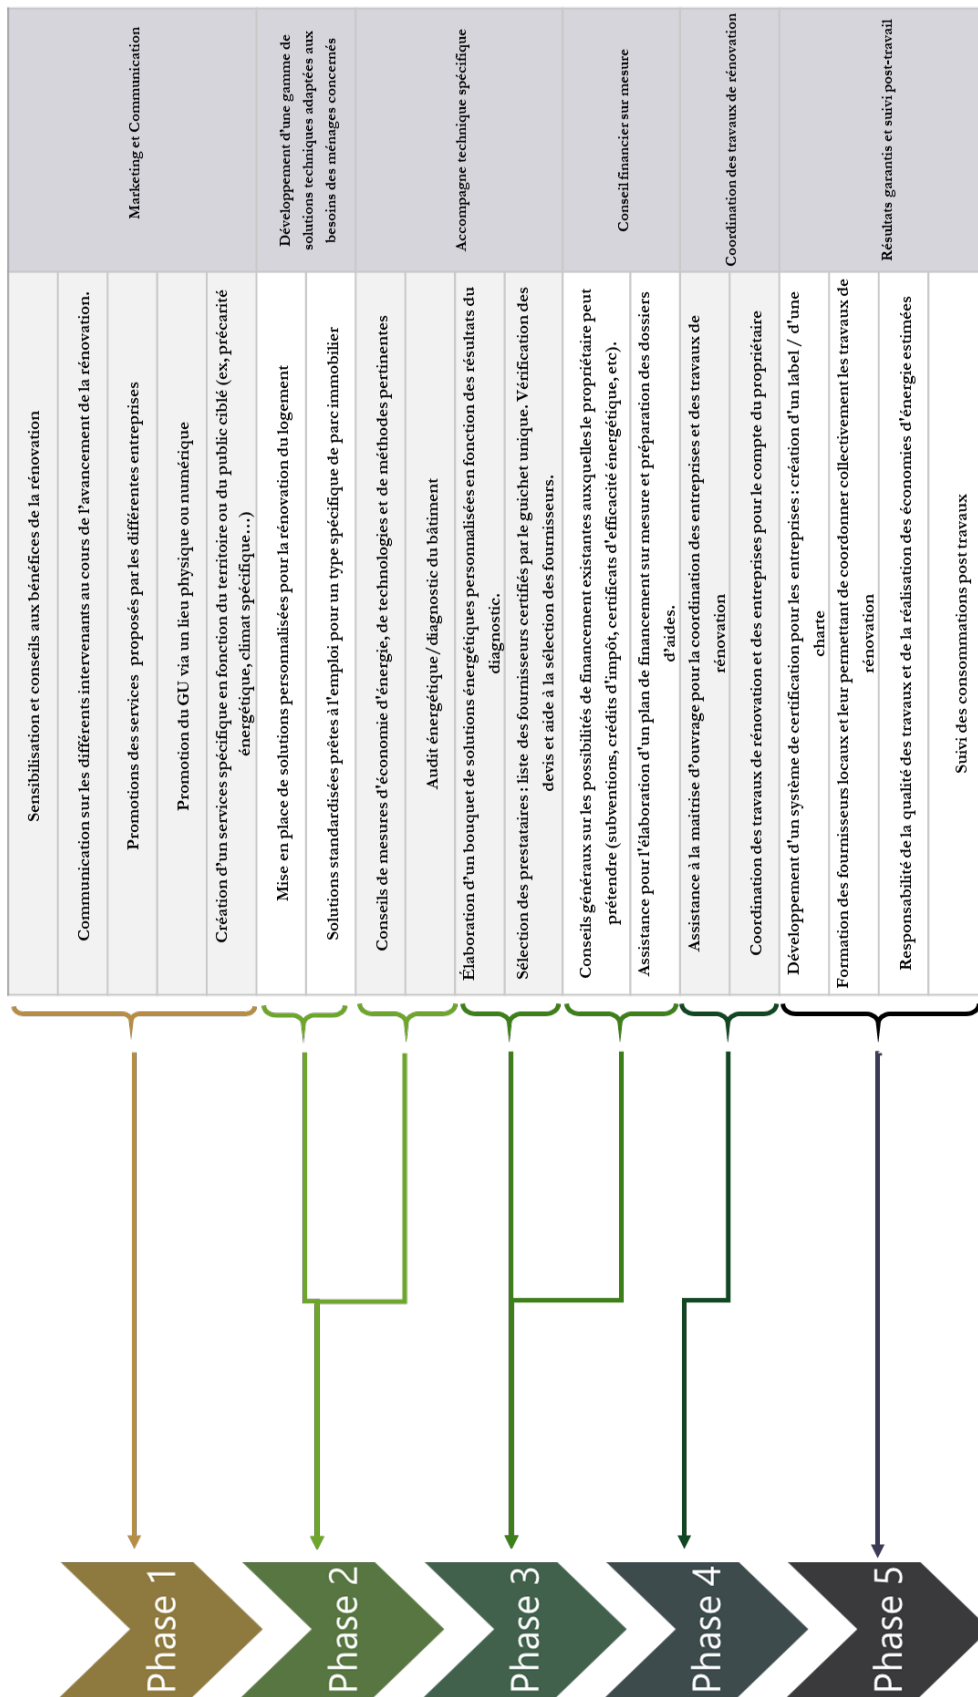 Marketing et Communication
Sensibilisation et conseils aux bénéfices de la rénovation
Communication sur les différents intervenants au cours de l'avancement de la rénovation.
Promotions des services proposés par les différentes entreprises
Promotion du GU via un lieu physique ou numérique
Création d'un services spécifique en fonction du territoire ou du public ciblé (ex, précarité
énergétique, climat spécifique…)
Développement d'une gamme de
solutions techniques adaptées aux
besoins des ménages concernés
Mise en place de solutions personnalisées pour la rénovation du logement
Solutions standardisées prêtes à l'emploi pour un type spécifique de parc immobilier
Accompagne technique spécifique
Conseils de mesures d'économie d'énergie, de technologies et de méthodes pertinentes
Audit énergétique/diagnostic du bâtiment
Élaboration d'un bouquet de solutions énergétiques personnalisées en fonction des résultats du
diagnostic.
Sélection des prestataires : liste des fournisseurs certifiés par le guichet unique. Vérification des
devis et aide à la sélection des fournisseurs.
Conseil financier sur mesure
Conseils généraux sur les possibilités de financement existantes auxquelles le propriétaire peut
prétendre (subventions, crédits d'impôt, certificats d'efficacité énergétique, etc).
Assistance pour l'élaboration d'un plan de financement sur mesure et préparation des dossiers
d'aides.
Coordination des travaux de rénovation
Assistance à la maitrise d'ouvrage pour la coordination des entreprises et des travaux de
rénovation
Coordination des travaux de rénovation et des entreprises pour le compte du propriétaire
Résultats garantis et suivi post-travail
Développement d'un système de certification pour les entreprises : création d'un label / d'une
charte
Formation des fournisseurs locaux et leur permettant de coordonner collectivement les travaux de
rénovation
Responsabilité de la qualité des travaux et de la réalisation des économies d'énergie estimées
Suivi des consommations post travaux
Phase 1
Phase 2
Phase 3
Phase 4
Phase 5